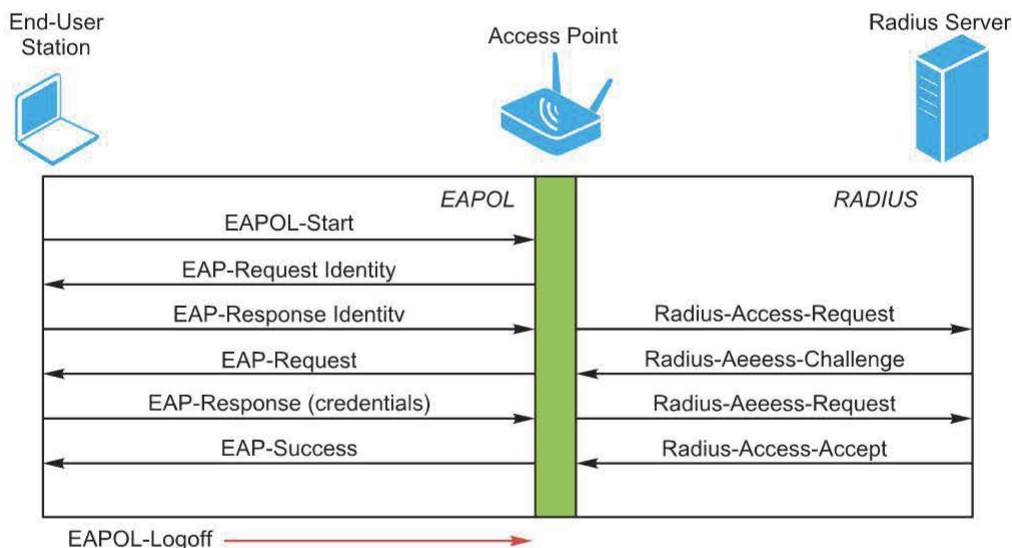 End-User
Station
Access Point
Radius Server
EAPOL
RADIUS
EAPOL-Start
EAP-Request Identity
EAP-Response Identitv
Radius-Access-Request
EAP-Request
Radius-Aeeess-Challenge
EAP-Response (credentials)
Radius-Aeeess-Request
EAP-Success
Radius-Access-Accept
EAPOL-Logoff